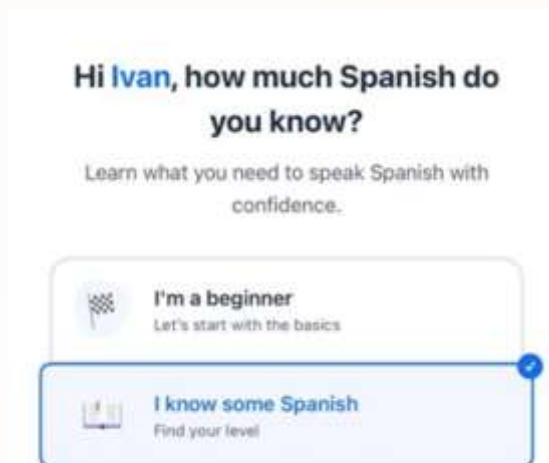 Hi Ivan, how much Spanish do
you know?
Learn what you need to speak Spanish with
confidence.
I'm a beginner
Let's start with the basics
I know some Spanish
Find your level